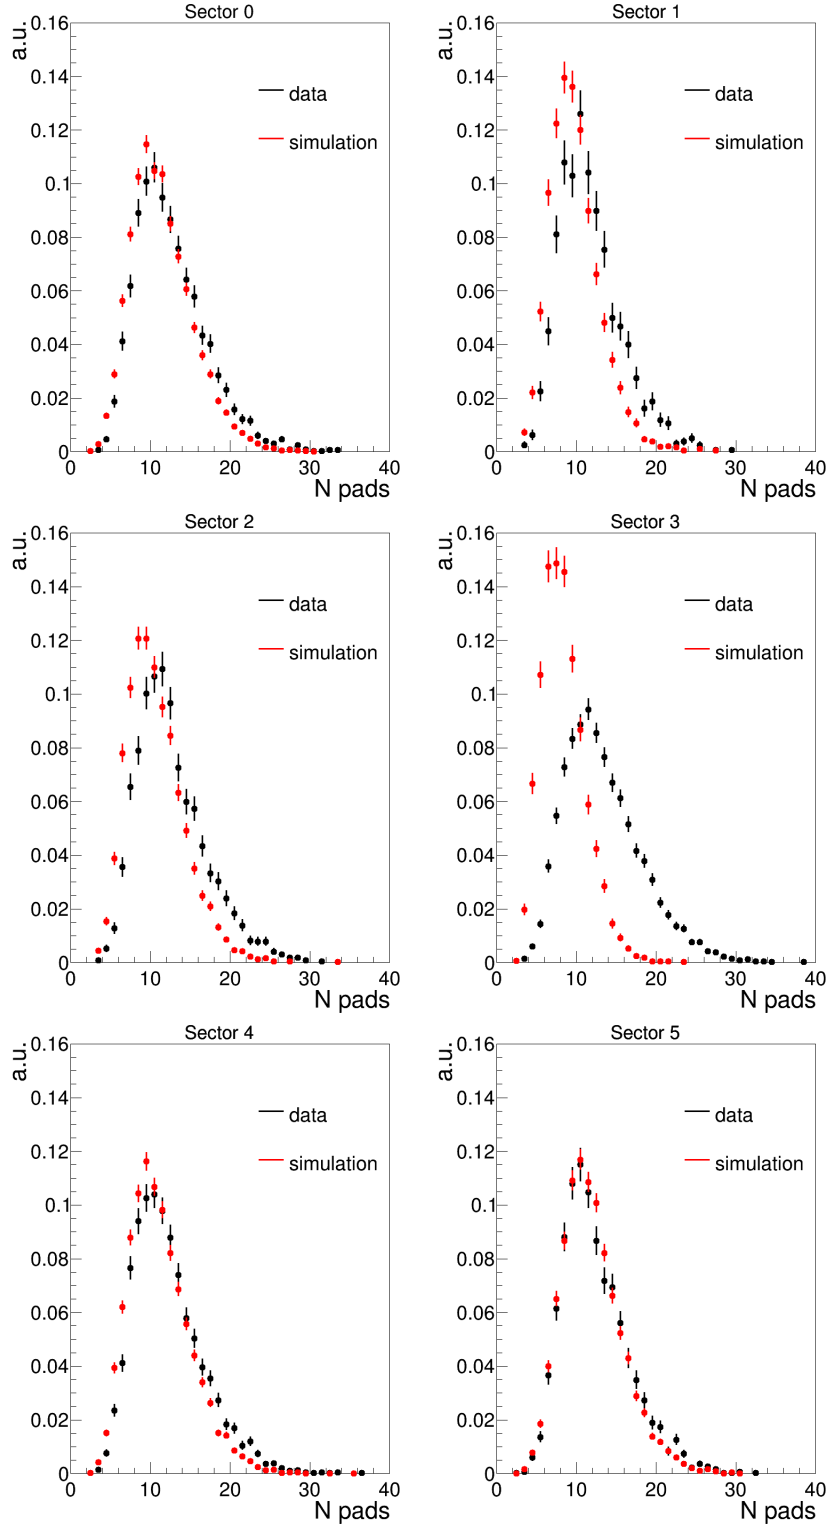 Sector 0
a.u.
0.16
0.14
0.12
0.1
0.08
0.06
0.04
0.02
0
data
simulation
0 10 20 30 40
N pads
Sector 1
a.u.
0.16
0.14
0.12
0.1
0.08
0.06
0.04
0.02
0
data
simulation
0 10 20 30 40
N pads
Sector 2
a.u.
0.16
0.14
0.12
0.1
0.08
0.06
0.04
0.02
0
data
simulation
0 10 20 30 40
N pads
Sector 3
a.u.
0.16
0.14
0.12
0.1
0.08
0.06
0.04
0.02
0
data
simulation
0 10 20 30 40
N pads
Sector 4
a.u.
0.16
0.14
0.12
0.1
0.08
0.06
0.04
0.02
0
data
simulation
0 10 20 30 40
N pads
Sector 5
a.u.
0.16
0.14
0.12
0.1
0.08
0.06
0.04
0.02
0
data
simulation
0 10 20 30 40
N pads